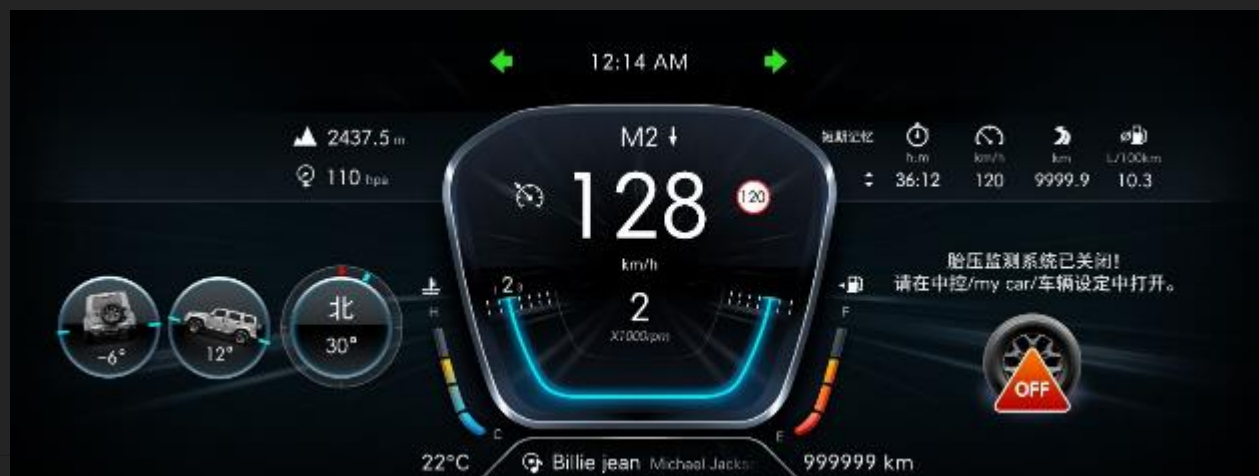 12:14 AM
2437.5 m
110 hpa
M2
128
120
km/h
2
X1000rpm
2
短期记忆
h:m km/h km L/100km
36:12 120 9999.9 10.3
胎压监测系统已关闭!
请在中控/my car/车辆设定中打开。
OFF
-6°
12°
北
30°
H
C
F
E
22°C
Billie jean Michael Jacks
999999 km